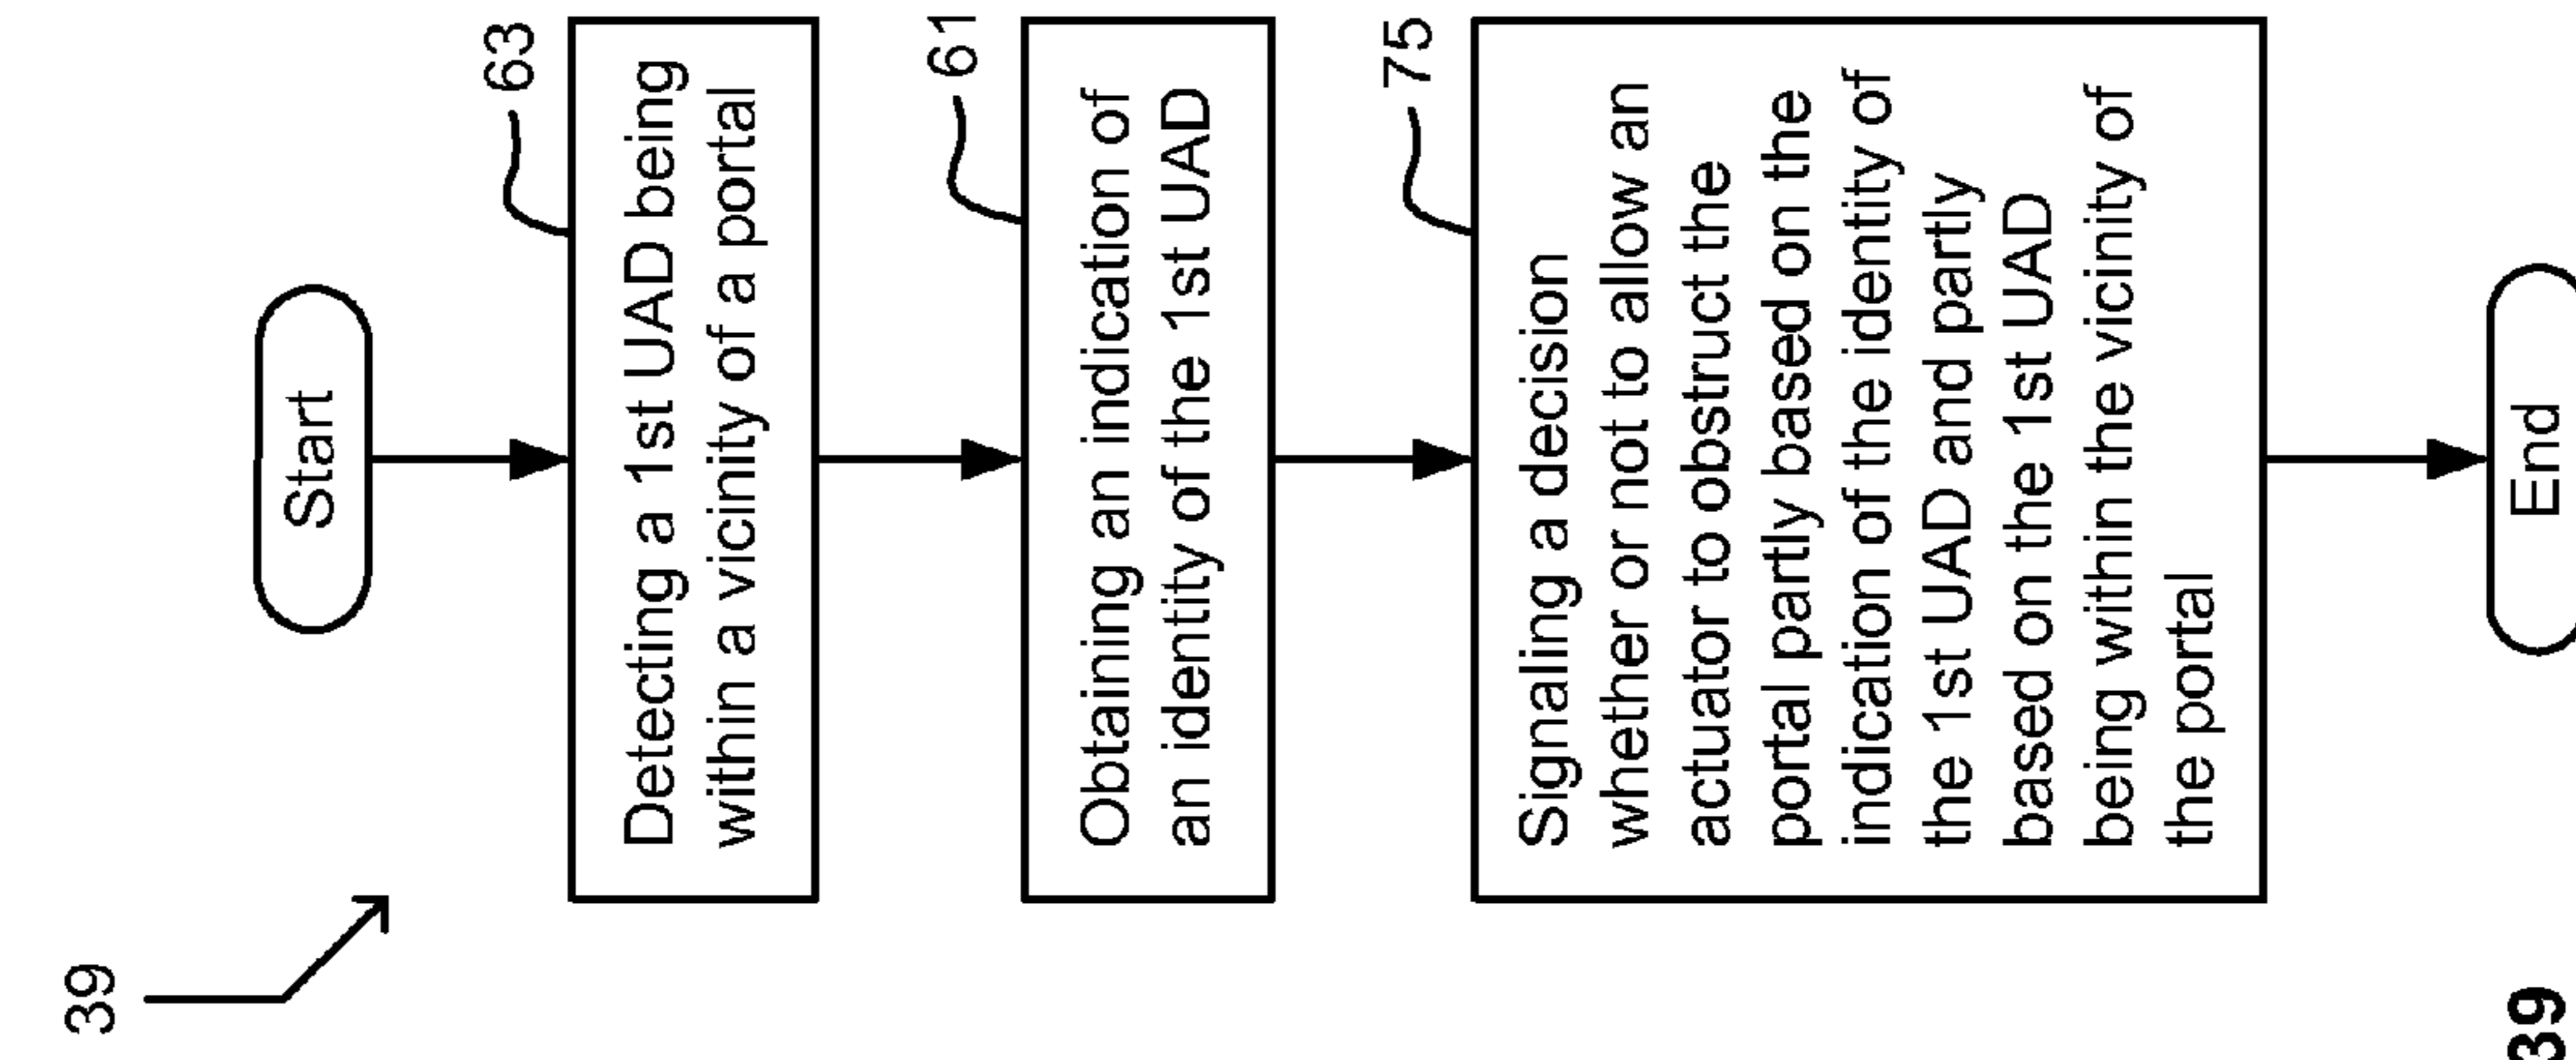 39
Start
63
Detecting a 1st UAD being
within a vicinity of a portal
61
Obtaining an indication of
an identity of the 1st UAD
75
Signaling a decision
whether or not to allow an
actuator to obstruct the
portal partly based on the
indication of the identity of
the 1st UAD and partly
based on the 1st UAD
being within the vicinity of
the portal
End
39